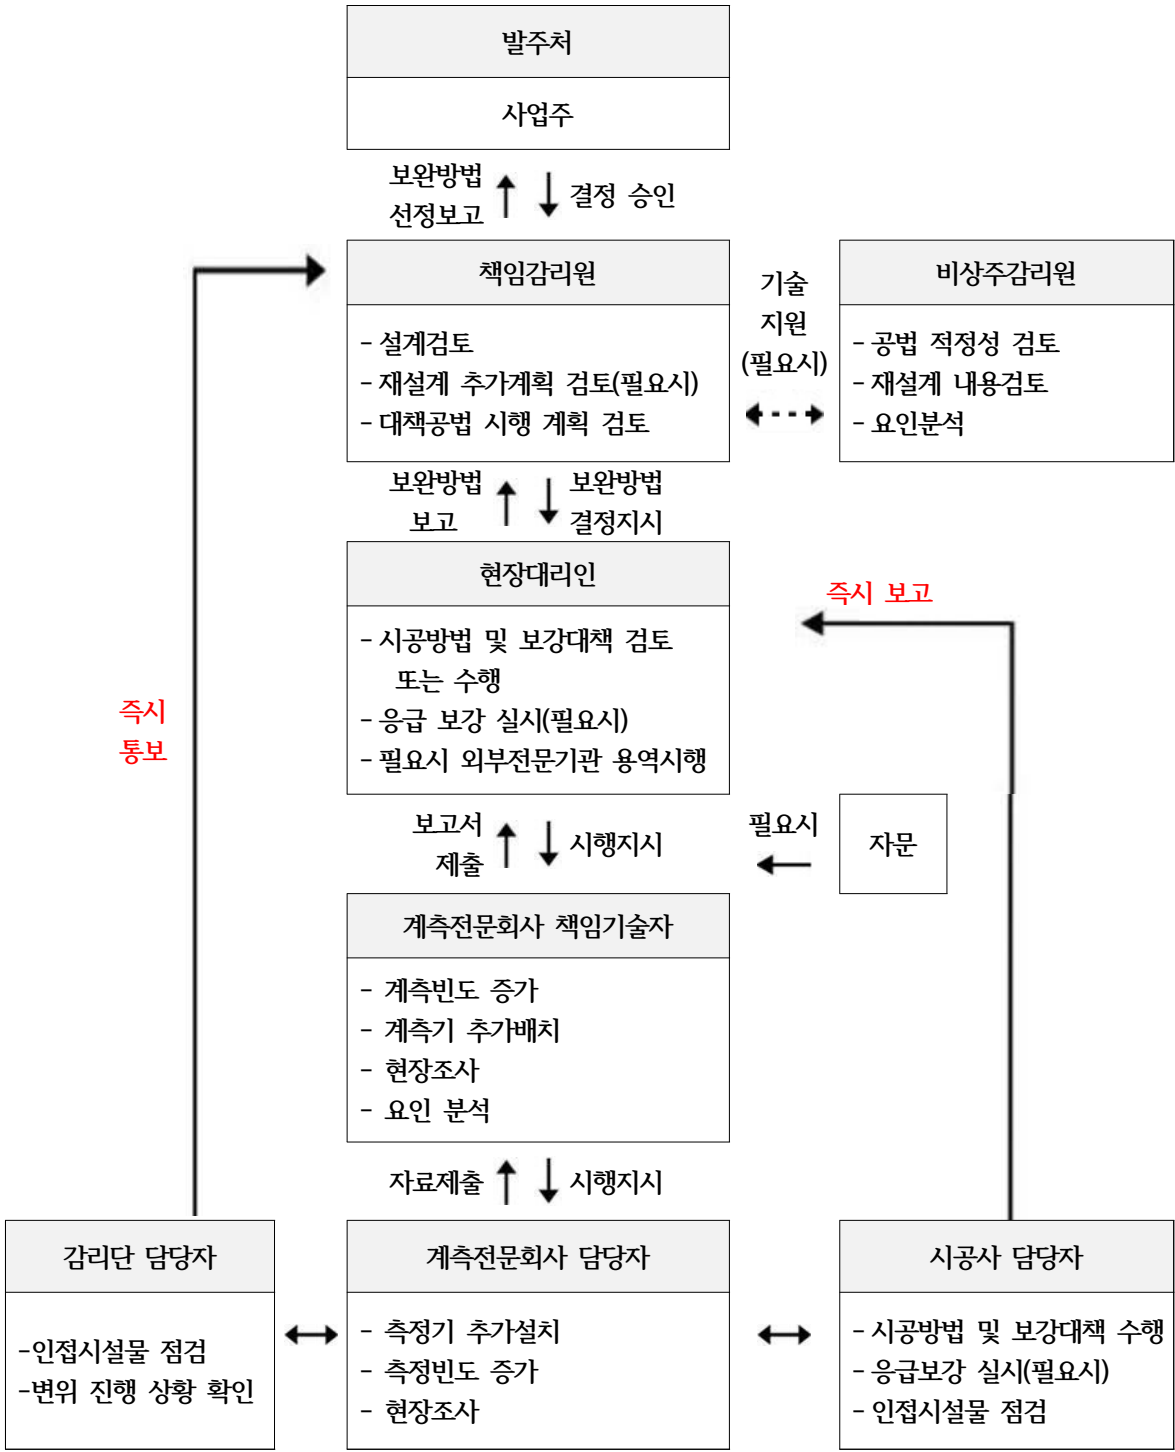 발주처
사업주
보완방법
선정보고
결정 승인
책임감리원
- 설계검토
- 재설계 추가계획 검토(필요시)
- 대책공법 시행 계획 검토
기술
지원
(필요시)
비상주감리원
- 공법 적정성 검토
- 재설계 내용검토
- 요인분석
보완방법
보고
보완방법
결정지시
현장대리인
- 시공방법 및 보강대책 검토
또는 수행
- 응급 보강 실시(필요시)
- 필요시 외부전문기관 용역시행
즉시 보고
즉시
통보
보고서
제출
시행지시
필요시
자문
계측전문회사 책임기술자
- 계측빈도 증가
- 계측기 추가배치
- 현장조사
- 요인 분석
자료제출
시행지시
감리단 담당자
-인접시설물 점검
-변위 진행 상황 확인
계측전문회사 담당자
- 측정기 추가설치
- 측정빈도 증가
- 현장조사
시공사 담당자
- 시공방법 및 보강대책 수행
- 응급보강 실시(필요시)
- 인접시설물 점검